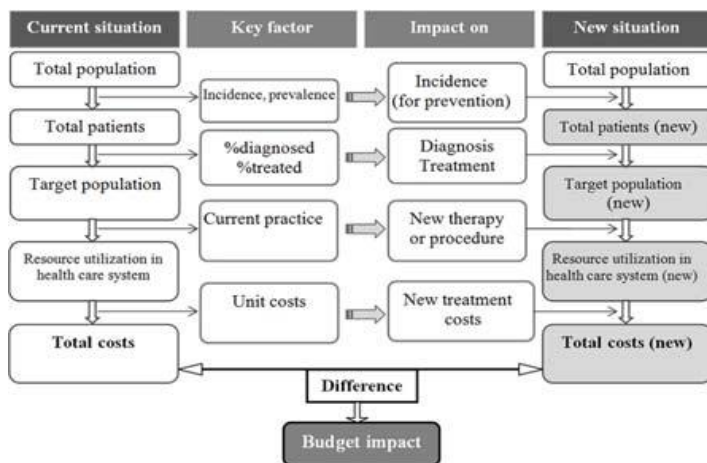 Current situation
Key factor
Impact on
New situation
Total population
Incidence, prevalence
Incidence
(for prevention)
Total population
Total patients
%diagnosed
%treated
Diagnosis
Treatment
Total patients (new)
Target population
Current practice
New therapy
or procedure
Target population
(new)
Resource utilization in
health care system
Unit costs
New treatment
costs
Resource utilization in
health care system (new)
Total costs
Total costs (new)
Difference
Budget impact